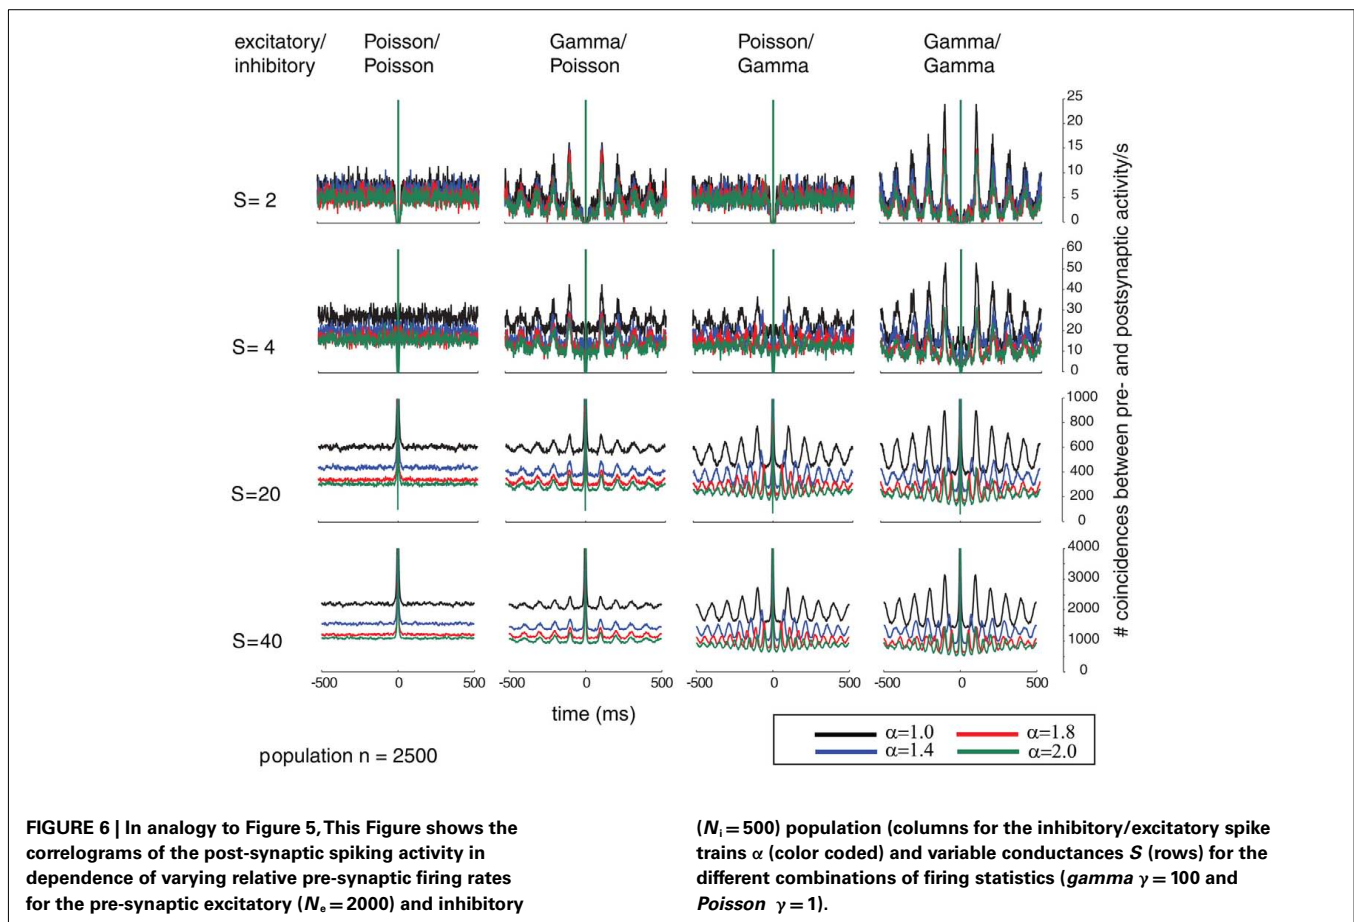 excitatory/ Poisson/ Gamma/ Poisson/ Gamma/
inhibitory Poisson Poisson Gamma Gamma
25
20
15
10
5
0
S= 2
60
50
40
30
20
10
0
S= 4
1000
800
600
400
200
0
S=20
4000
3000
2000
1000
0
S=40
# coincidences between pre- and postsynaptic activity/s
-500 0 500 -500 0 500 -500 0 500 -500 0 500
time (ms)
α=1.0 α=1.8
α=1.4 α=2.0
population n = 2500
FIGURE 6 | In analogy to Figure 5, This Figure shows the
correlograms of the post-synaptic spiking activity in
dependence of varying relative pre-synaptic firing rates
for the pre-synaptic excitatory (Ne = 2000) and inhibitory
(Ni = 500) population (columns for the inhibitory/excitatory spike
trains α (color coded) and variable conductances S (rows) for the
different combinations of firing statistics (gamma γ = 100 and
Poisson γ = 1).